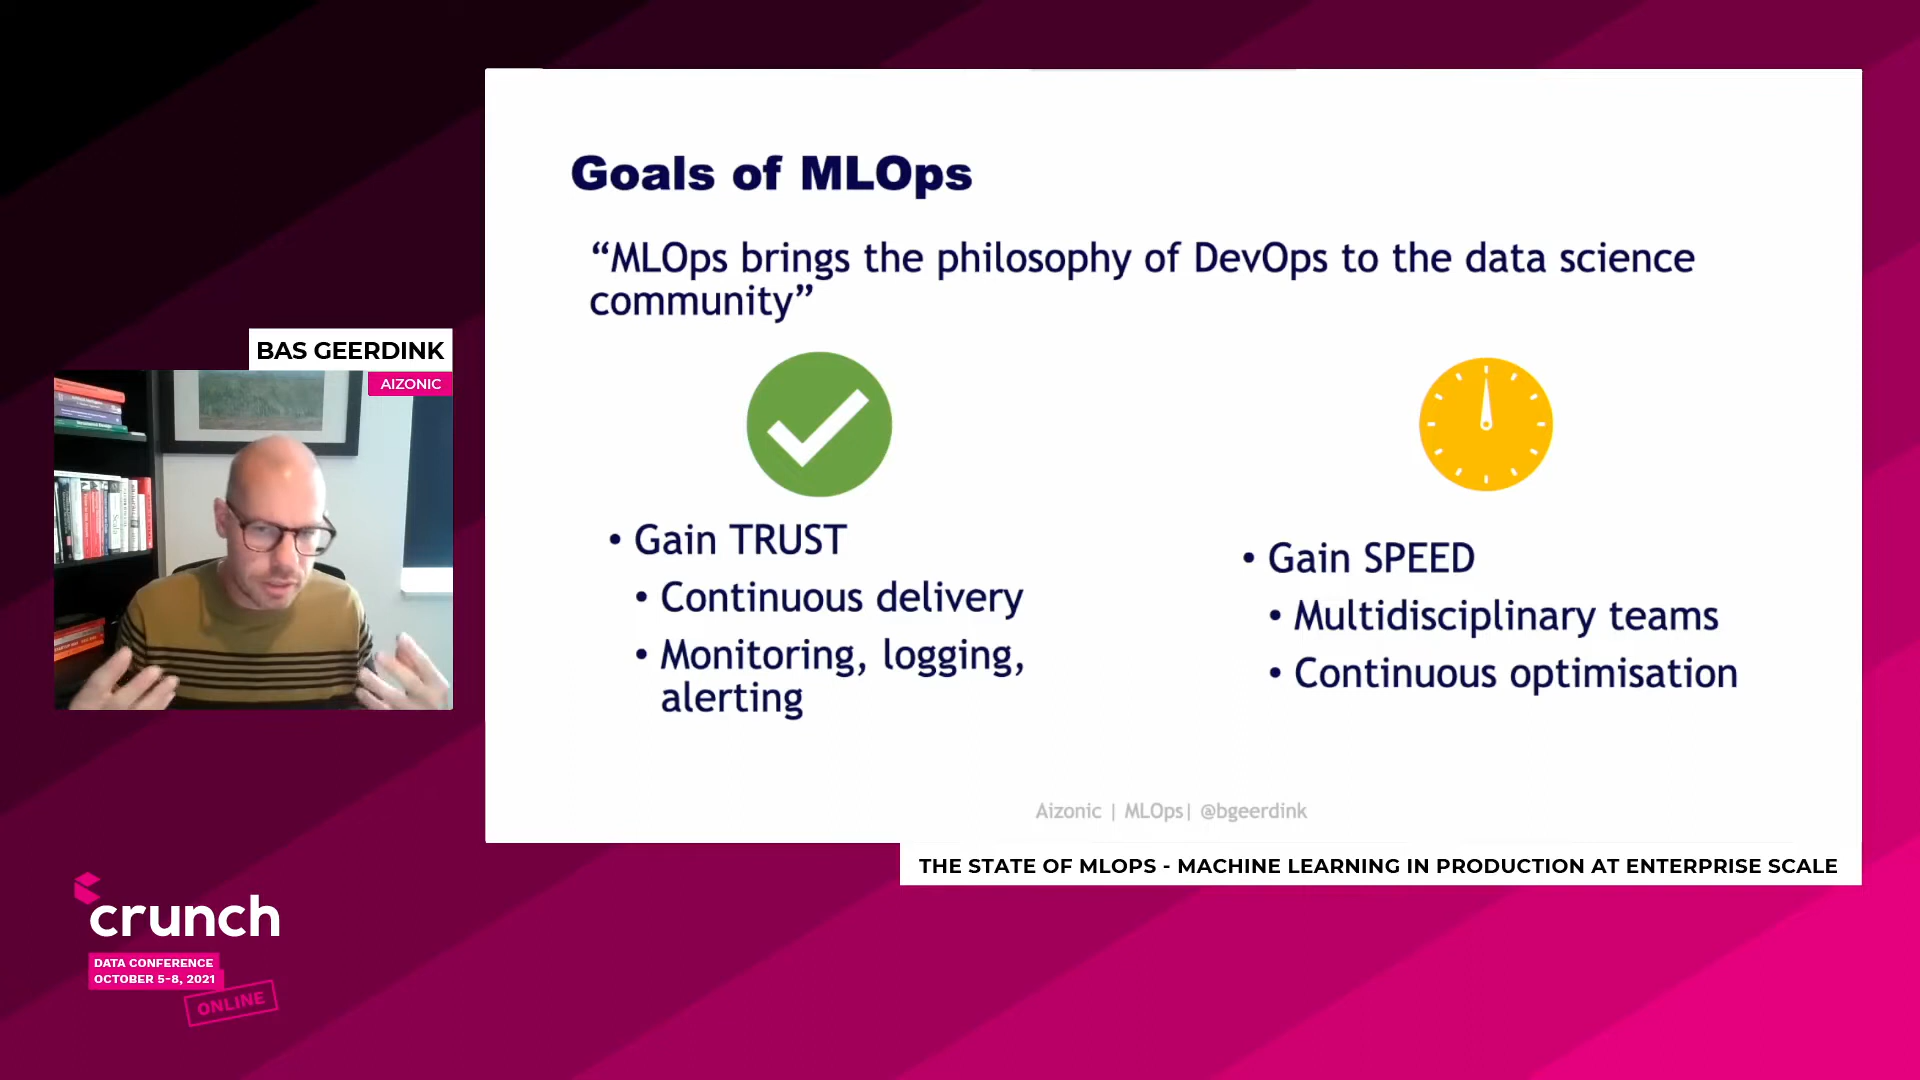 BAS GEERDINK
AIZONIC
Goals of MLOps
“MLOps brings the philosophy of DevOps to the data science
community”
• Gain TRUST
• Continuous delivery
• Monitoring, logging,
alerting
• Gain SPEED
• Multidisciplinary teams
• Continuous optimisation
Aizonic | MLOps| @bgeerdink
THE STATE OF MLOPS - MACHINE LEARNING IN PRODUCTION AT ENTERPRISE SCALE
crunch
DATA CONFERENCE
OCTOBER 5-8, 2021
ONLINE